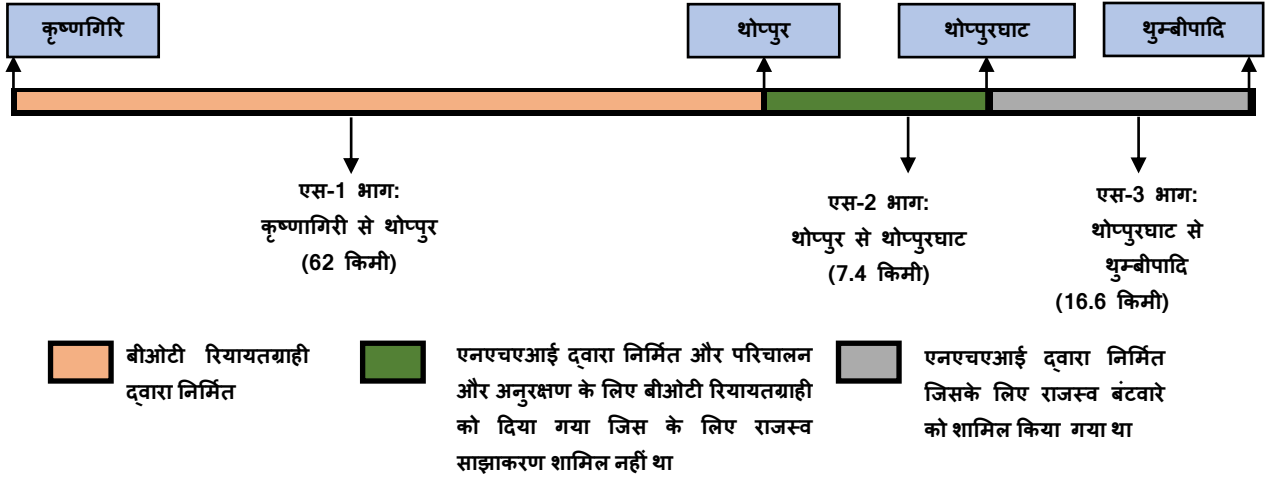 कृष्णगिरि
थोप्पुर
थोप्पुरघाट
थुम्बीपादि
एस-1 भाग:
कृष्णागिरी से थोप्पुर
(62 किमी)
एस-2 भाग:
थोप्पुर से थोप्पुरघाट
(7.4 किमी)
एस-3 भाग:
थोप्पुरघाट से
थुम्बीपादि
(16.6 किमी)
बीओटी रियायतग्राही
द्वारा निर्मित
एनएचएआई द्वारा निर्मित और परिचालन
और अनुरक्षण के लिए बीओटी रियायतग्राही
को दिया गया जिस के लिए राजस्व
साझाकरण शामिल नहीं था
एनएचएआई द्वारा निर्मित
जिसके लिए राजस्व बंटवारे
को शामिल किया गया था